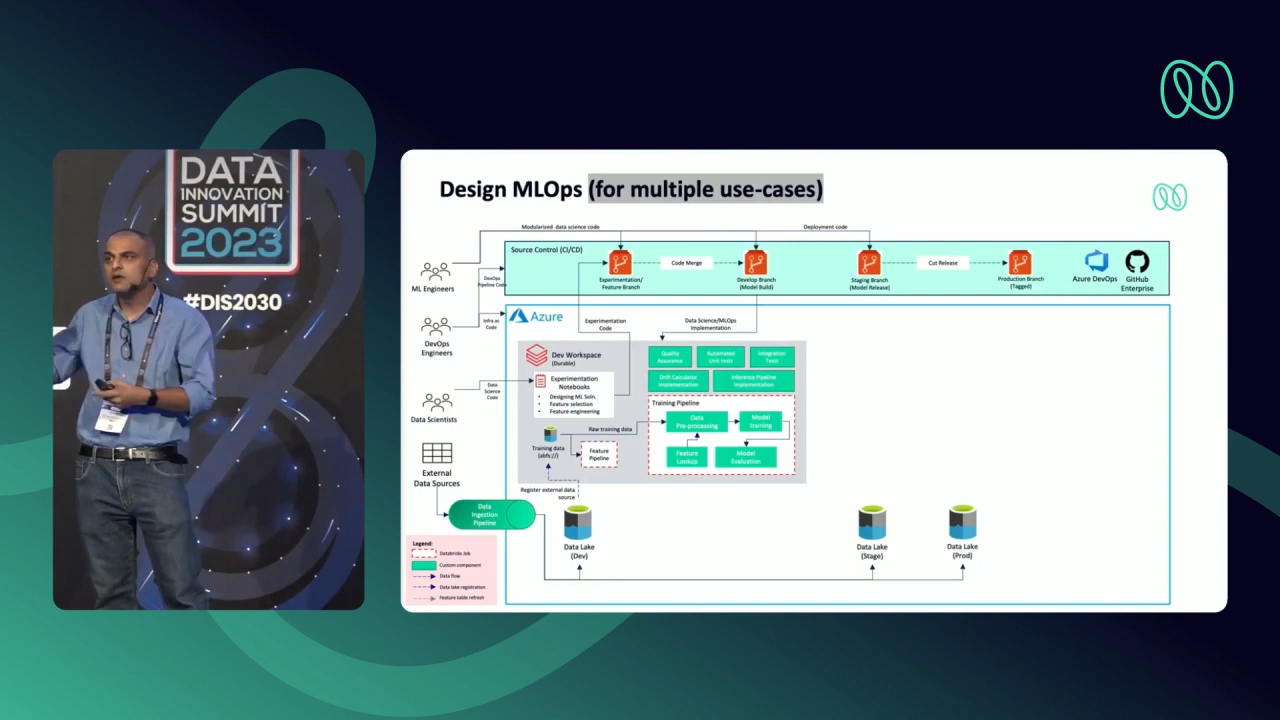 DATA
INNOVATION
SUMMIT
2023
#DIS2030
Design MLOps (for multiple use-cases)
Modularized data science code
Deployment code
Source Control (CI/CD)
Code Merge
Cut Release
Experimentation/
Feature Branch
Develop Branch
(Model Build)
Staging Branch
(Model Release)
Production Branch
(Tagged)
Azure DevOps
GitHub
Enterprise
ML Engineers
DevOps
Pipeline Code
Infra as
Code
DevOps
Engineers
Azure
Experimentation
Code
Data Science/MLOps
Implementation
Dev Workspace
(Durable)
Quality
Assurance
Automated
Unit tests
Integration
Tests
Drift Calculator
Implementation
Inference Pipeline
Implementation
Data
Science
Code
Experimentation
Notebooks
• Designing ML Soln.
• Feature selection
• Feature engineering
Data Scientists
Training Pipeline
Data
Pre-processing
Model
training
Feature
Lookup
Model
Evaluation
Raw training data
Training data
(abfs://)
Feature
Pipeline
External
Data Sources
Register external data
source
Data
Ingestion
Pipeline
Data Lake
(Dev)
Data Lake
(Stage)
Data Lake
(Prod)
Legend:
Databricks Job
Custom component
Data flow
Data lake registration
Feature table refresh